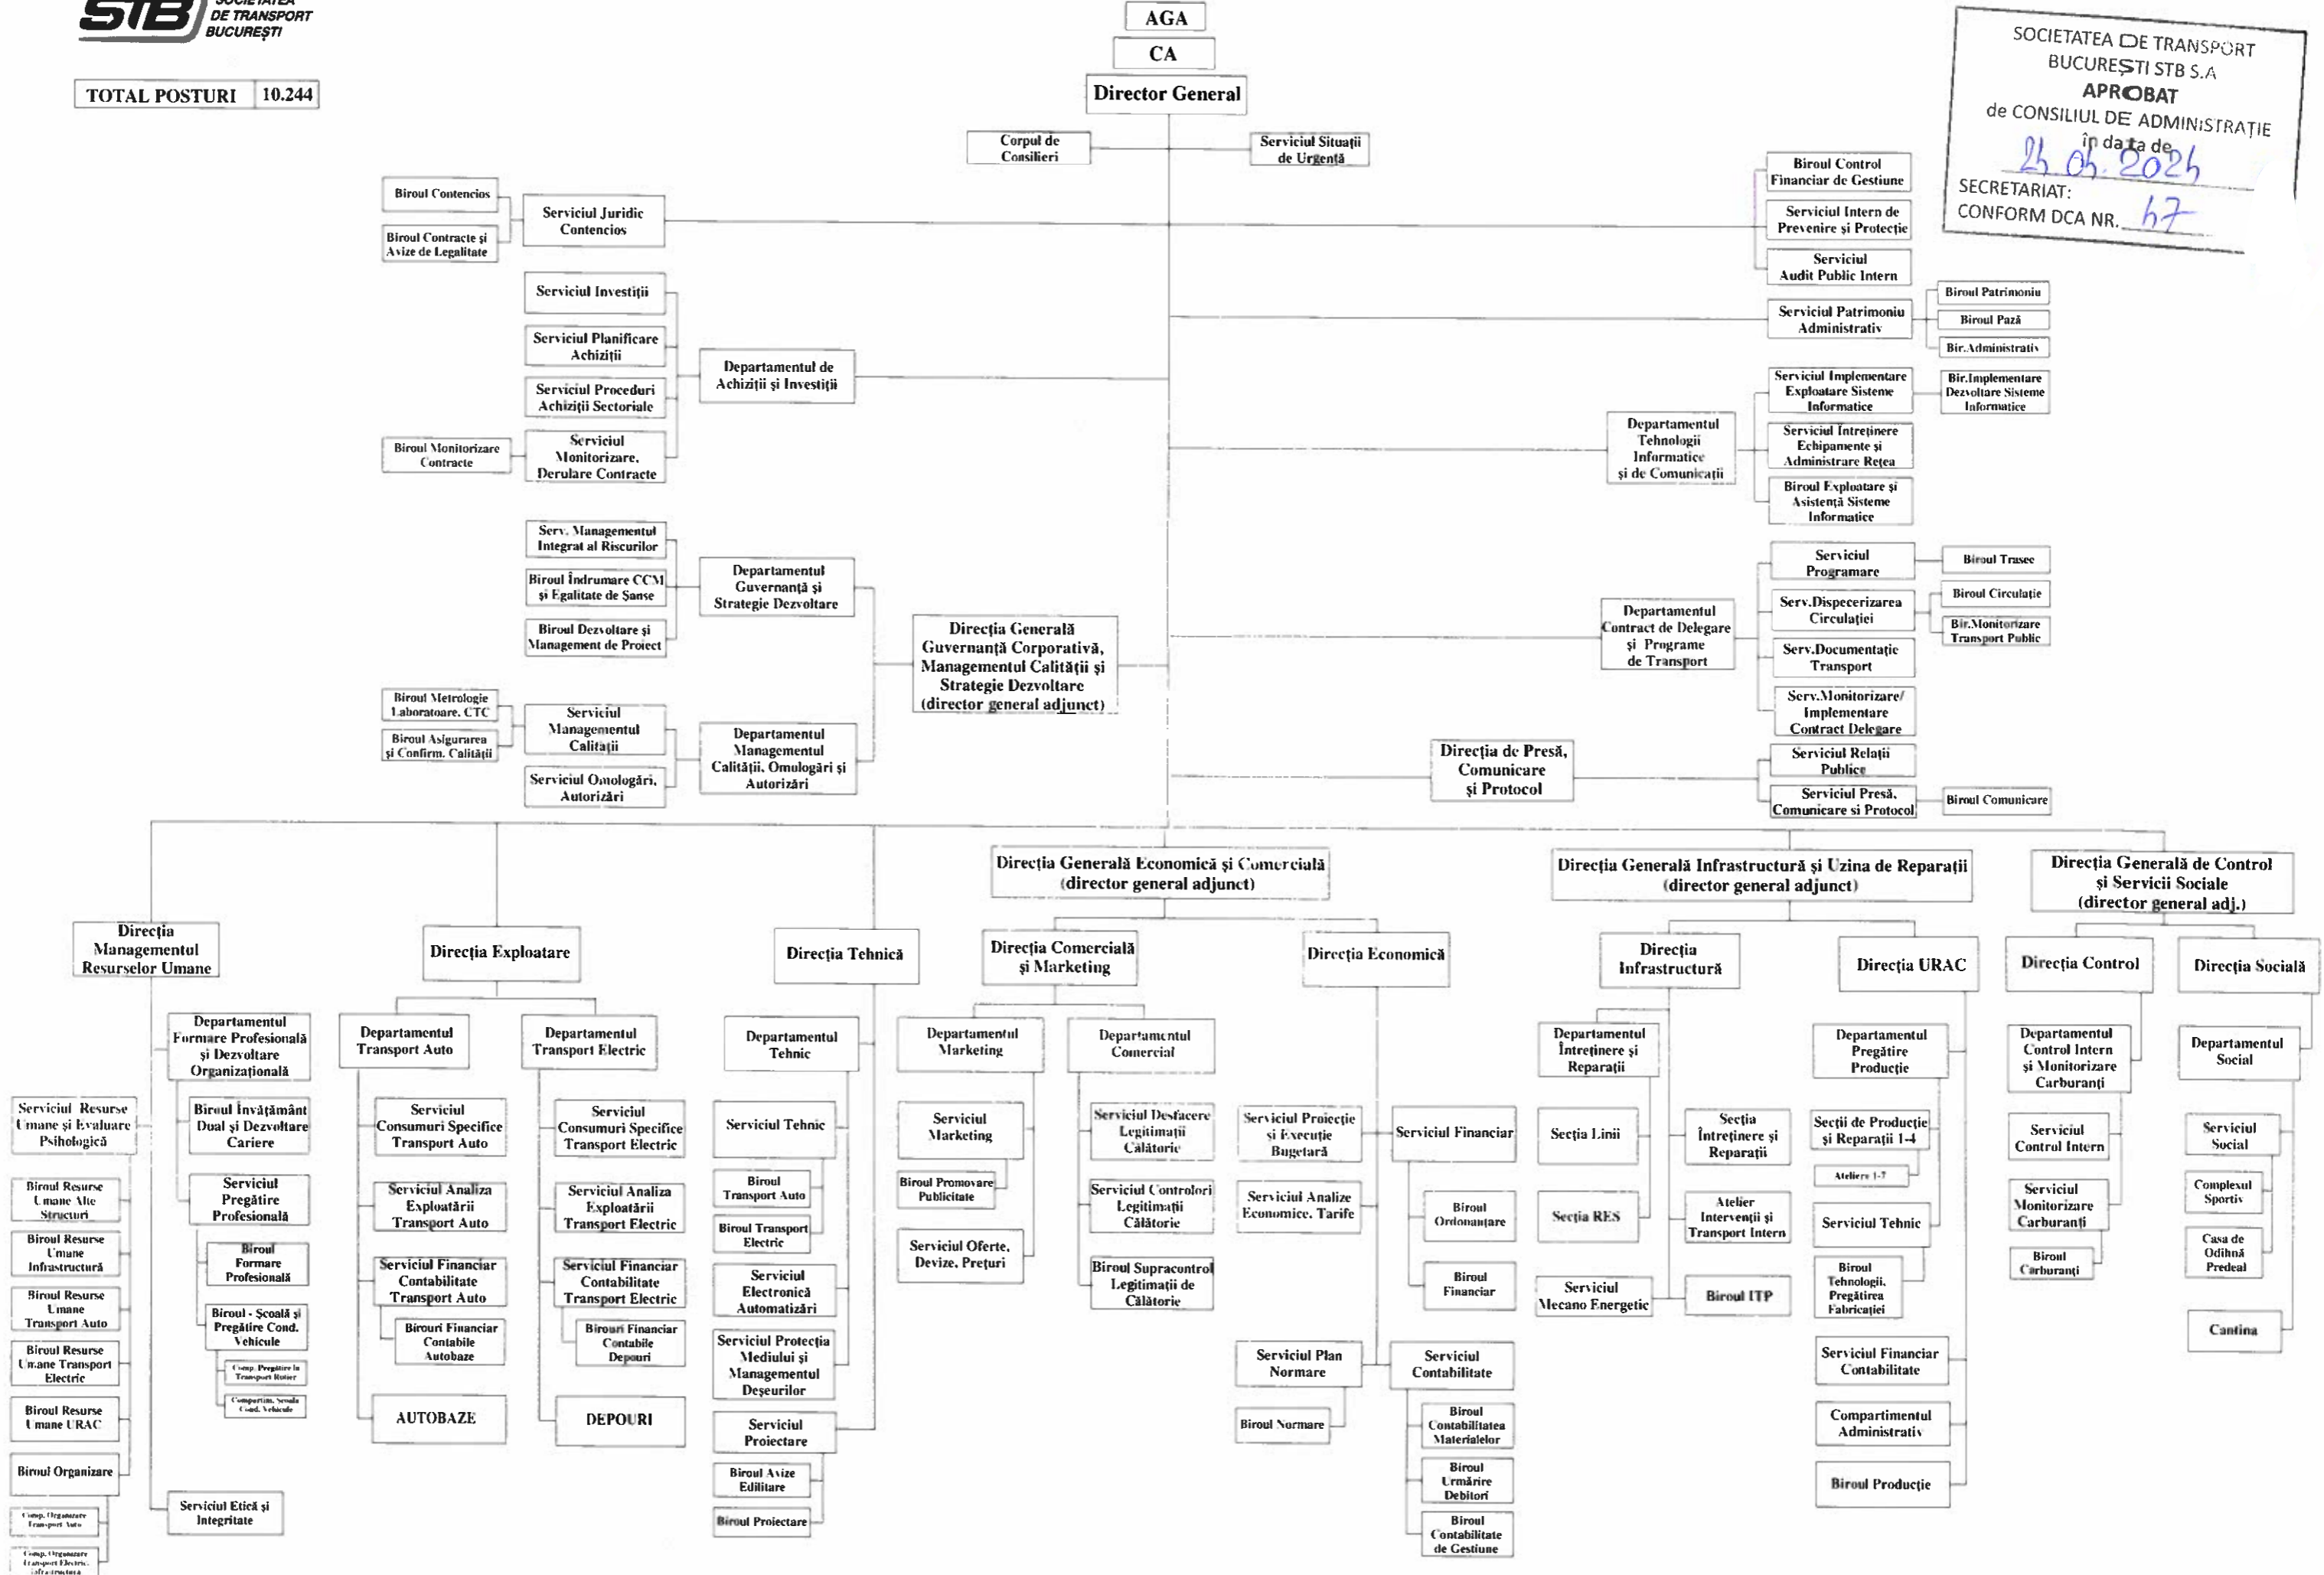 STB
SOCIETATEA
DE TRANSPORT
BUCUREȘTI
TOTAL POSTURI 10.244
AGA
CA
Director General
SOCIETATEA DE TRANSPORT
BUCUREȘTI STB S.A
APROBAT
de CONSILIUL DE ADMINISTRAȚIE
în data de
SECRETARIAT:
CONFORM DCA NR. 47
Corpul de
Consilieri
Serviciul Situații
de Urgență
Biroul Contencios
Biroul Contracte și
Avize de Legalitate
Serviciul Juridic
Contencios
Biroul Control
Financiar de Gestiune
Serviciul Intern de
Prevenire și Protecție
Serviciul
Audit Public Intern
Serviciul Investiții
Serviciul Planificare
Achiziții
Serviciul Proceduri
Achiziții Sectoriale
Serviciul
Monitorizare,
Derulare Contracte
Biroul Monitorizare
Contracte
Departamentul de
Achiziții și Investiții
Serviciul Patrimoniu
Administrativ
Biroul Patrimoniu
Biroul Pază
Bir.Administrativ
Departamentul
Tehnologii
Informatice
și de Comunicații
Serviciul Implementare
Exploatare Sisteme
Informatice
Bir.Implementare
Dezvoltare Sisteme
Informatice
Serviciul Întreținere
Echipamente și
Administrare Rețea
Biroul Exploatare și
Asistență Sisteme
Informatice
Serv. Managementul
Integrat al Riscurilor
Biroul Îndrumare CCM
și Egalitate de Șanse
Biroul Dezvoltare și
Management de Proiect
Departamentul
Guvernanță și
Strategie Dezvoltare
Direcția Generală
Guvernanță Corporativă,
Managementul Calității și
Strategie Dezvoltare
(director general adjunct)
Biroul Metrologie
Laboratoare, CTC
Biroul Asigurarea
și Confirm. Calității
Serviciul
Managementul
Calității
Serviciul Omologări,
Autorizări
Departamentul
Managementul
Calității, Omologări și
Autorizări
Departamentul
Contract de Delegare
și Programe
de Transport
Serviciul
Programare
Biroul Trasee
Serv.Dispecerizarea
Circulației
Biroul Circulație
Bir.Monitorizare
Transport Public
Serv.Documentație
Transport
Serv.Monitorizare/
Implementare
Contract Delegare
Direcția de Presă,
Comunicare
și Protocol
Serviciul Relații
Publice
Serviciul Presă,
Comunicare si Protocol
Biroul Comunicare
Direcția Generală Economică și Comercială
(director general adjunct)
Direcția Generală Infrastructură și Uzina de Reparații
(director general adjunct)
Direcția Generală de Control
și Servicii Sociale
(director general adj.)
Direcția
Managementul
Resurselor Umane
Direcția Exploatare
Direcția Tehnică
Direcția Comercială
și Marketing
Direcția Economică
Direcția
Infrastructură
Direcția URAC
Direcția Control
Direcția Socială
Departamentul
Formare Profesională
și Dezvoltare
Organizațională
Serviciul Resurse
Umane și Evaluare
Psihologică
Biroul Învățământ
Dual și Dezvoltare
Cariere
Serviciul
Pregătire
Profesională
Biroul
Formare
Profesională
Biroul - Școală și
Pregătire Cond.
Vehicule
Comp. Pregătire în
Transport Rutier
Compartim. Școala
Cond. Vehicule
Biroul Resurse
Umane Alte
Structuri
Biroul Resurse
Umane
Infrastructură
Biroul Resurse
Umane
Transport Auto
Biroul Resurse
Umane Transport
Electric
Biroul Resurse
Umane URAC
Biroul Organizare
Comp. Organizare
Transport Auto
Comp. Organizare
Transport Electric,
Infrastructură
Serviciul Etică și
Integritate
Departamentul
Transport Auto
Serviciul
Consumuri Specifice
Transport Auto
Serviciul Analiza
Exploatării
Transport Auto
Serviciul Financiar
Contabilitate
Transport Auto
Birouri Financiar
Contabile
Autobaze
AUTOBAZE
Departamentul
Transport Electric
Serviciul
Consumuri Specifice
Transport Electric
Serviciul Analiza
Exploatării
Transport Electric
Serviciul Financiar
Contabilitate
Transport Electric
Birouri Financiar
Contabile
Depouri
DEPOURI
Departamentul
Tehnic
Serviciul Tehnic
Biroul
Transport Auto
Biroul Transport
Electric
Serviciul
Electronică
Automatizări
Serviciul Protecția
Mediului și
Managementul
Deșeurilor
Serviciul
Proiectare
Biroul Avize
Edilitare
Biroul Proiectare
Departamentul
Marketing
Serviciul
Marketing
Biroul Promovare
Publicitate
Serviciul Oferte,
Devize, Prețuri
Departamentul
Comercial
Serviciul Desfacere
Legitimații
Călătorie
Serviciul Controlori
Legitimații
Călătorie
Biroul Supracontrol
Legitimații de
Călătorie
Serviciul Proiecție
și Execuție
Bugetară
Serviciul Analize
Economice, Tarife
Serviciul Financiar
Biroul
Ordonanțare
Biroul
Financiar
Serviciul Plan
Normare
Biroul Normare
Serviciul
Contabilitate
Biroul
Contabilitatea
Materialelor
Biroul
Urmărire
Debitori
Biroul
Contabilitate
de Gestiune
Departamentul
Întreținere și
Reparații
Secția Linii
Secția RES
Serviciul
Mecano Energetic
Secția
Întreținere și
Reparații
Atelier
Intervenții și
Transport Intern
Biroul ITP
Departamentul
Pregătire
Producție
Secții de Producție
și Reparații 1-4
Ateliere 1-7
Serviciul Tehnic
Biroul
Tehnologii,
Pregătirea
Fabricației
Serviciul Financiar
Contabilitate
Compartimentul
Administrativ
Biroul Producție
Departamentul
Control Intern
și Monitorizare
Carburanți
Serviciul
Control Intern
Serviciul
Monitorizare
Carburanți
Biroul
Carburanți
Departamentul
Social
Serviciul
Social
Complexul
Sportiv
Casa de
Odihnă
Predeal
Cantina